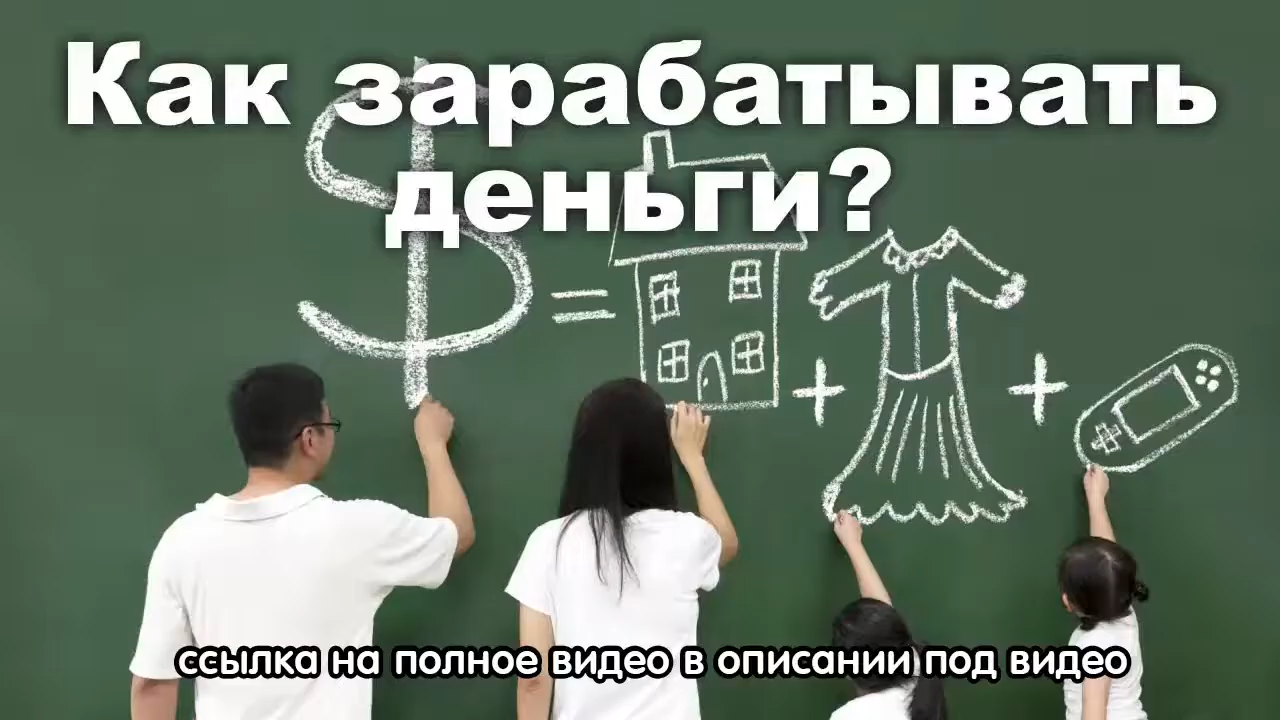 Как зарабатывать
деньги?
ссылка на полное видео в описании под видео